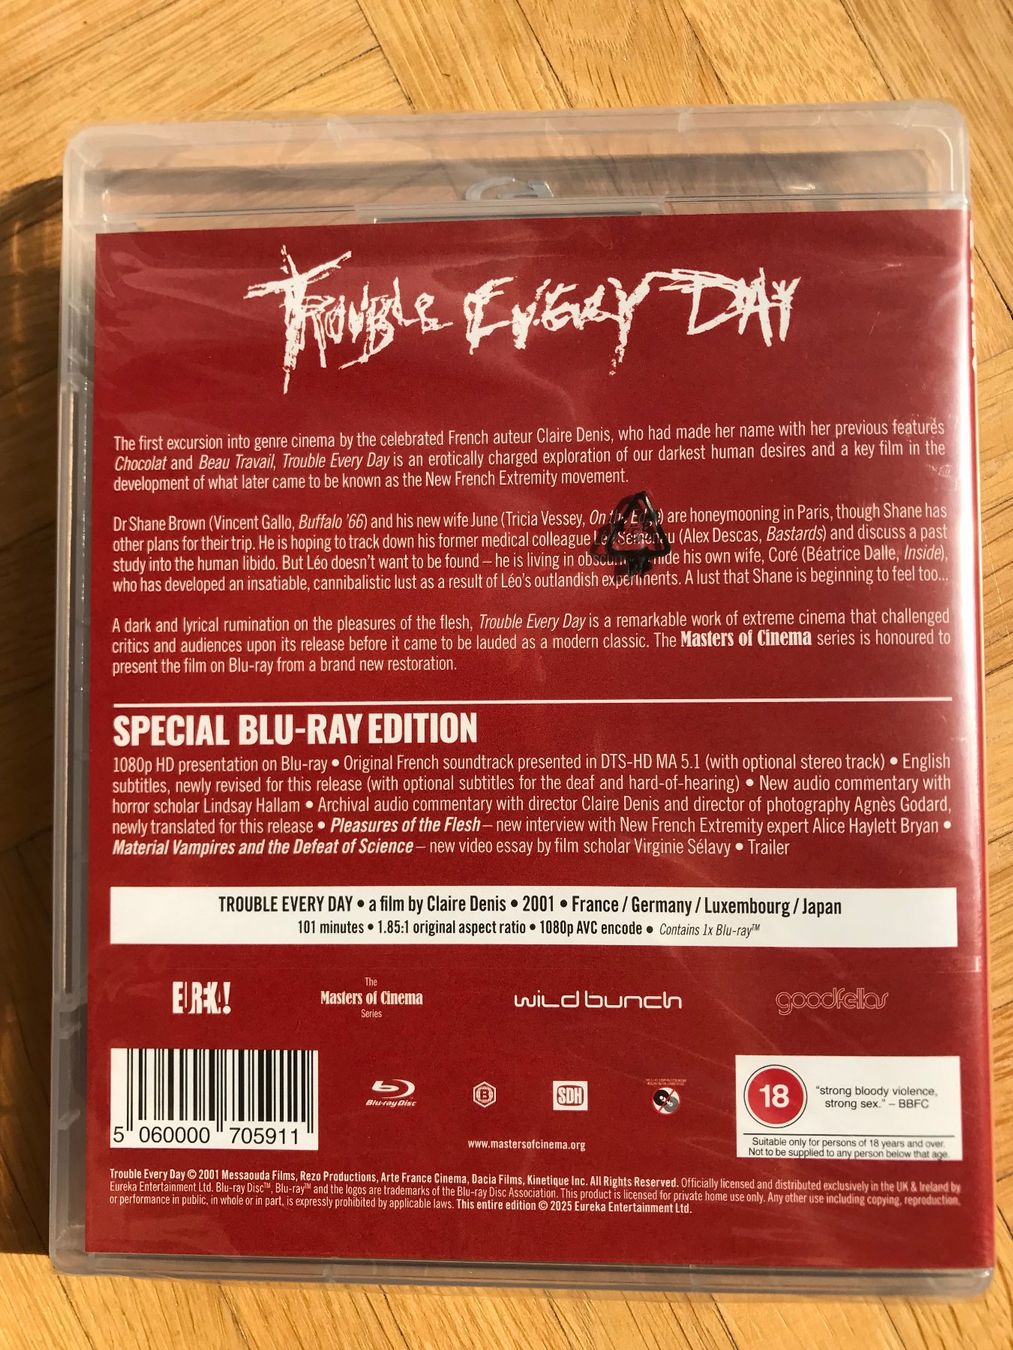 TROUBLE EVERY DAY
The first excursion into genre cinema by the celebrated French auteur Claire Denis, who had made her name with her previous features
Chocolat and Beau Travail, Trouble Every Day is an erotically charged exploration of our darkest human desires and a key film in the
development of what later came to be known as the New French Extremity movement.
Dr Shane Brown (Vincent Gallo, Buffalo '66) and his new wife June (Tricia Vessey, On the Edge) are honeymooning in Paris, though Shane has
other plans for their trip. He is hoping to track down his former medical colleague (Alex Descas, Bastards) and discuss a past
study into the human libido. But Léo doesn't want to be found – he is living in his own wife, Coré (Béatrice Dalle, Inside),
who has developed an insatiable, cannibalistic lust as a result of Léo's outlandish experiments. A lust that Shane is beginning to feel too...
A dark and lyrical rumination on the pleasures of the flesh, Trouble Every Day is a remarkable work of extreme cinema that challenged
critics and audiences upon its release before it came to be lauded as a modern classic. The Masters of Cinema series is honoured to
present the film on Blu-ray from a brand new restoration.
SPECIAL BLU-RAY EDITION
1080p HD presentation on Blu-ray • Original French soundtrack presented in DTS-HD MA 5.1 (with optional stereo track) • English
subtitles, newly revised for this release (with optional subtitles for the deaf and hard-of-hearing) • New audio commentary with
horror scholar Lindsay Hallam • Archival audio commentary with director Claire Denis and director of photography Agnès Godard,
newly translated for this release • Pleasures of the Flesh – new interview with New French Extremity expert Alice Haylett Bryan •
Material Vampires and the Defeat of Science – new video essay by film scholar Virginie Sélavy • Trailer
TROUBLE EVERY DAY • a film by Claire Denis • 2001 • France / Germany / Luxembourg / Japan
101 minutes • 1.85:1 original aspect ratio • 1080p AVC encode • Contains 1x Blu-ray™
EUREKA!
The
Masters of Cinema
Series
wild bunch
goodfellas
5 060000 705911
Blu-ray Disc
B
SDH
18
"strong bloody violence,
strong sex." – BBFC
Suitable only for persons of 18 years and over.
Not to be supplied to any person below that age.
www.mastersofcinema.org
Trouble Every Day © 2001 Messaouda Films, Rezo Productions, Arte France Cinema, Dacia Films, Kinetique Inc. All Rights Reserved. Officially licensed and distributed exclusively in the UK & Ireland by
Eureka Entertainment Ltd. Blu-ray Disc™, Blu-ray™ and the logos are trademarks of the Blu-ray Disc Association. This product is licensed for private home use only. Any other use including copying, reproduction,
or performance in public, in whole or in part, is expressly prohibited by applicable laws. This entire edition © 2025 Eureka Entertainment Ltd.